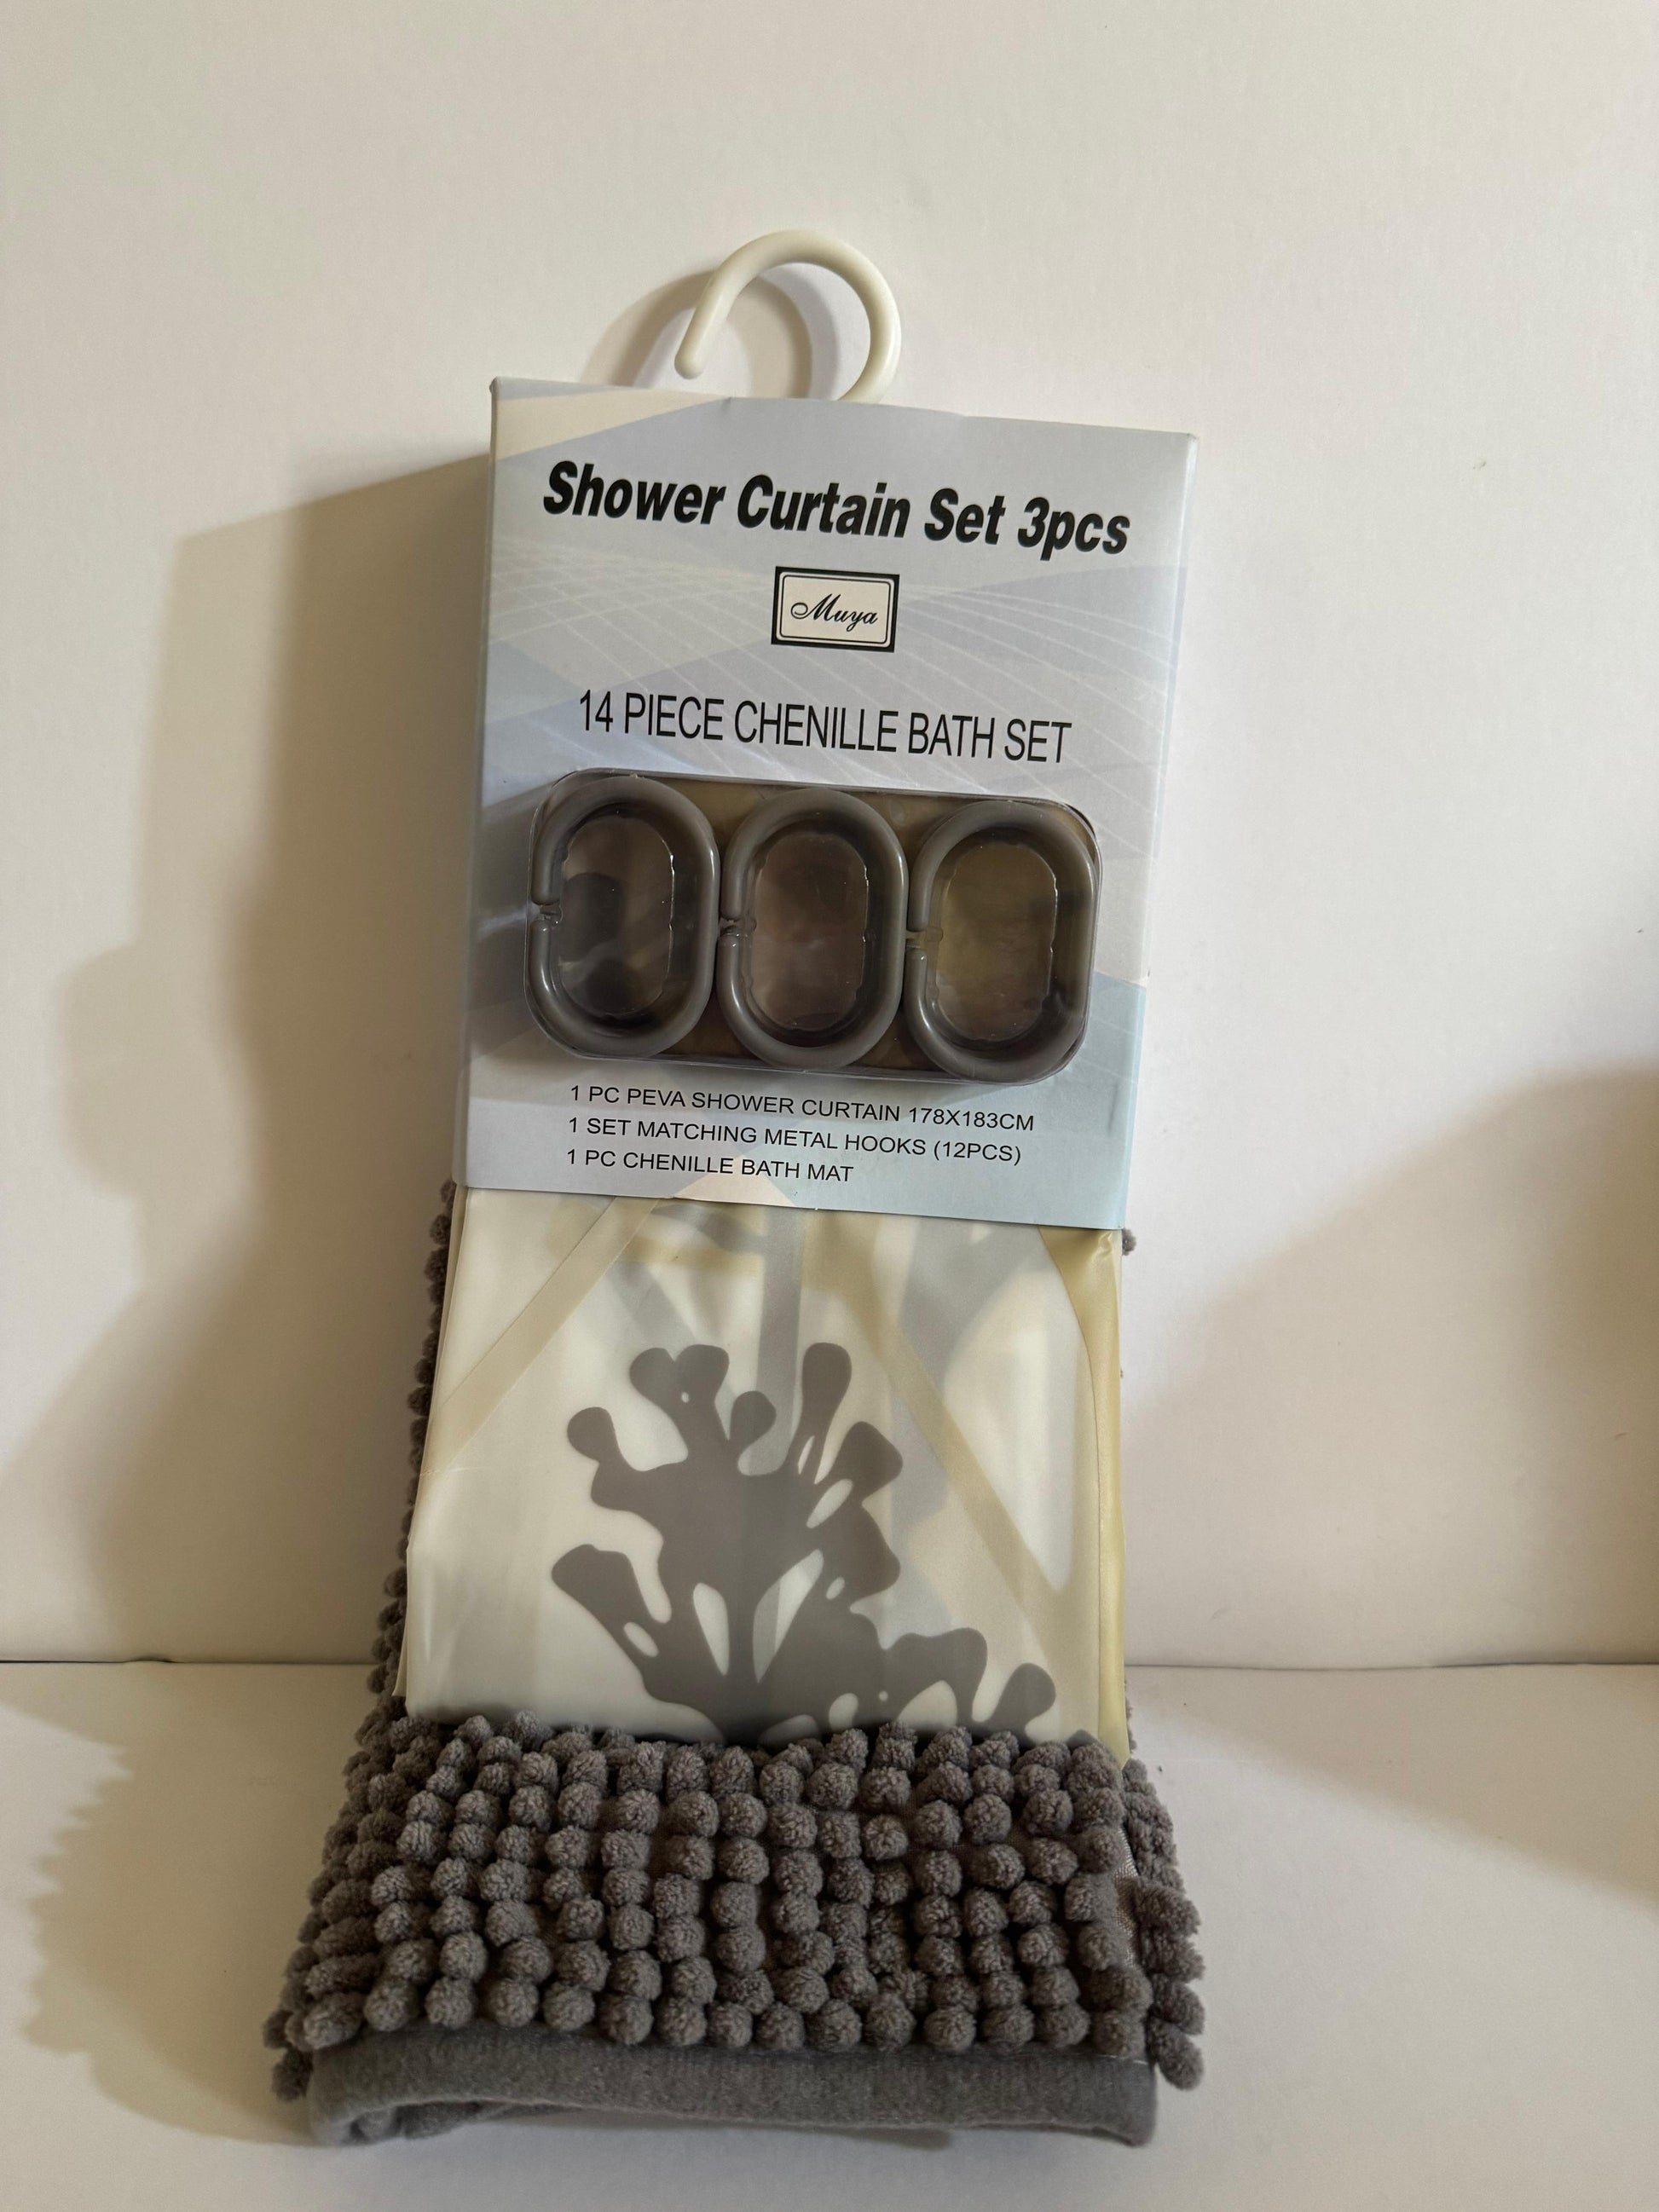 Shower Curtain Set 3pcs
Muya
14 PIECE CHENILLE BATH SET
1 PC PEVA SHOWER CURTAIN 178X183CM
1 SET MATCHING METAL HOOKS (12PCS)
1 PC CHENILLE BATH MAT